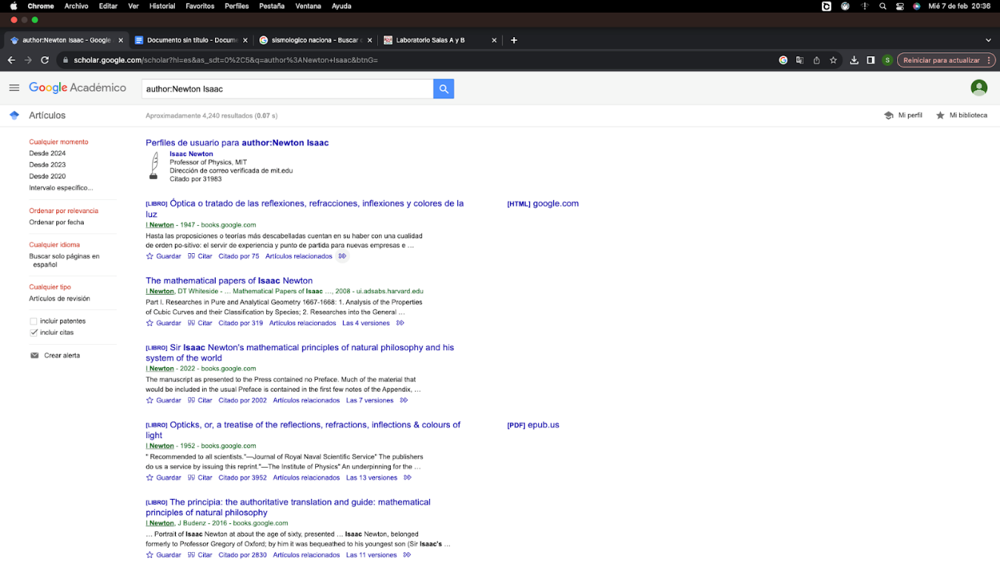 Chrome Archivo Editar Ver Historial Favoritos Perfiles Pestaña Ventana Ayuda Mié 7 de feb 20:36
author:Newton Isaac - Google Documento sin título - Docume sismologico naciona - Buscar Laboratorio Salas A y B
scholar.google.com/scholar?hl=es&as_sdt=0%2C5&q=author%3ANewton+Isaac&btnG= S Reiniciar para actualizar
Google Académico author:Newton Isaac
Artículos Aproximadamente 4,240 resultados (0.07 s) Mi perfil Mi biblioteca
Cualquier momento
Desde 2024
Desde 2023
Desde 2020
Intervalo específico...
Ordenar por relevancia
Ordenar por fecha
Cualquier idioma
Buscar solo páginas en
español
Cualquier tipo
Artículos de revisión
incluir patentes
incluir citas
Crear alerta
Perfiles de usuario para author:Newton Isaac
Isaac Newton
Professor of Physics, MIT
Dirección de correo verificada de mit.edu
Citado por 31983
[LIBRO] Óptica o tratado de las reflexiones, refracciones, inflexiones y colores de la
luz
[HTML] google.com
I Newton - 1947 - books.google.com
Hasta las proposiciones o teorías más descabelladas cuentan en su haber con una cualidad
de orden po-sitivo: el servir de experiencia y punto de partida para nuevas empresas e ...
Guardar Citar Citado por 75 Artículos relacionados
The mathematical papers of Isaac Newton
I Newton, DT Whiteside - ... Mathematical Papers of Isaac ..., 2008 - ui.adsabs.harvard.edu
Part I. Researches in Pure and Analytical Geometry 1667-1668: 1. Analysis of the Properties
of Cubic Curves and their Classification by Species; 2. Researches into the General ...
Guardar Citar Citado por 319 Artículos relacionados Las 4 versiones
[LIBRO] Sir Isaac Newton's mathematical principles of natural philosophy and his
system of the world
I Newton - 2022 - books.google.com
The manuscript as presented to the Press contained no Preface. Much of the material that
would be included in the usual Preface is contained in the first few notes of the Appendix, ...
Guardar Citar Citado por 2002 Artículos relacionados Las 7 versiones
[LIBRO] Opticks, or, a treatise of the reflections, refractions, inflections & colours of
light
[PDF] epub.us
I Newton - 1952 - books.google.com
" Recommended to all scientists."—Journal of Royal Naval Scientific Service" The publishers
do us a service by issuing this reprint."—The Institute of Physics" An underpinning for the ...
Guardar Citar Citado por 3952 Artículos relacionados Las 13 versiones
[LIBRO] The principia: the authoritative translation and guide: mathematical
principles of natural philosophy
I Newton, J Budenz - 2016 - books.google.com
... Portrait of Isaac Newton at about the age of sixty, presented ... Isaac Newton, belonged
formerly to Professor Gregory of Oxford; by him it was bequeathed to his youngest son (Sir Isaac's ...
Guardar Citar Citado por 2830 Artículos relacionados Las 11 versiones